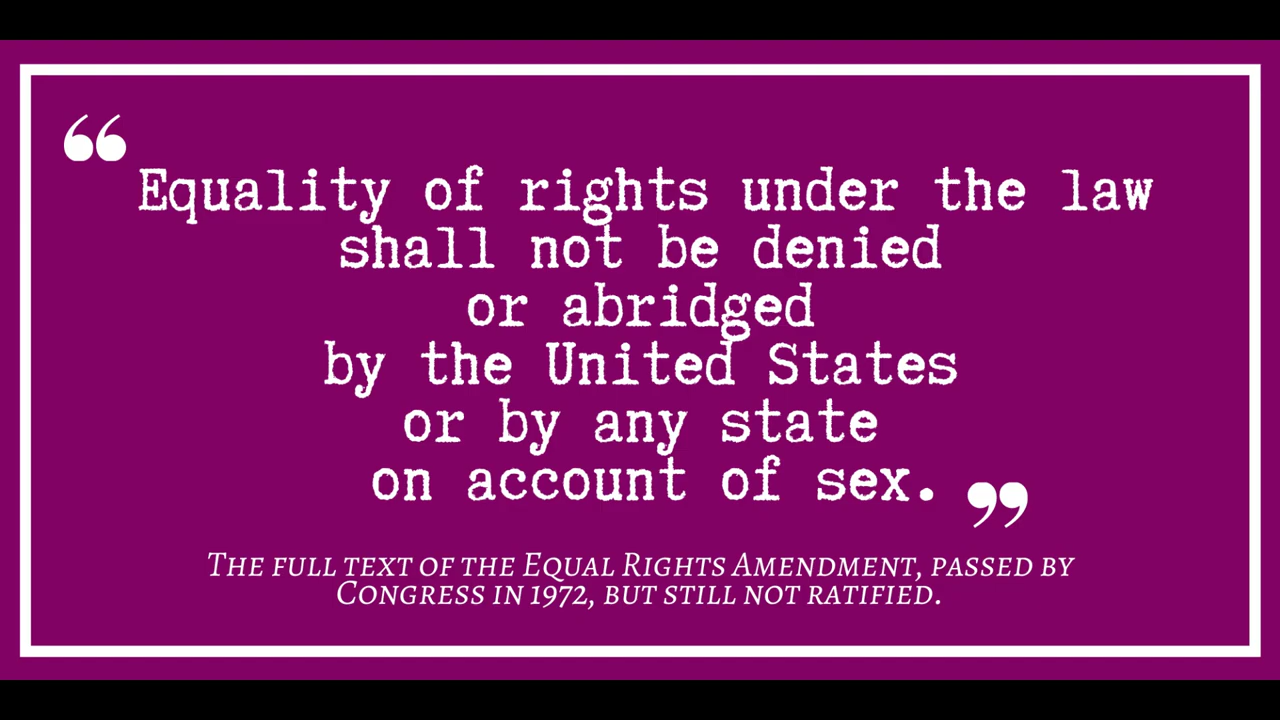 “Equality of rights under the law
shall not be denied
or abridged
by the United States
or by any state
on account of sex.”
The full text of the Equal Rights Amendment, passed by
Congress in 1972, but still not ratified.